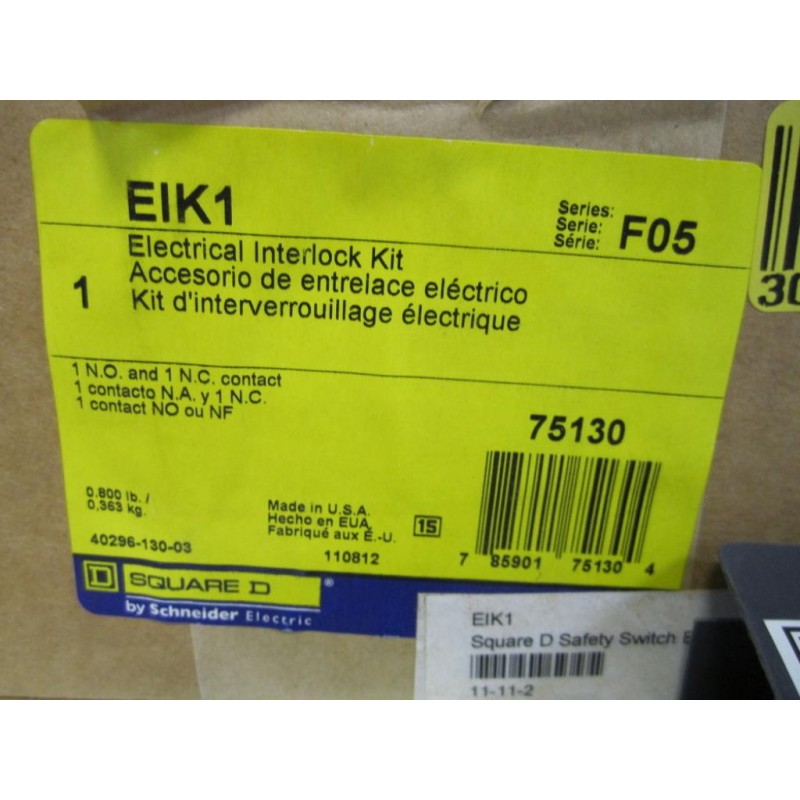 EIK1
Series:
Serie:
Série:
F05
Electrical Interlock Kit
Accesorio de entrelace eléctrico
Kit d'interverrouillage électrique
1
1 N.O. and 1 N.C. contact
1 contacto N.A. y 1 N.C.
1 contact NO ou NF
75130
0.800 lb. /
0,363 kg.
Made in U.S.A.
Hecho en EUA
Fabriqué aux É.-U.
15
40296-130-03
110812
7 85901 75130 4
D SQUARE D ®
by Schneider Electric
30
EIK1
Square D Safety Switch
11-11-2